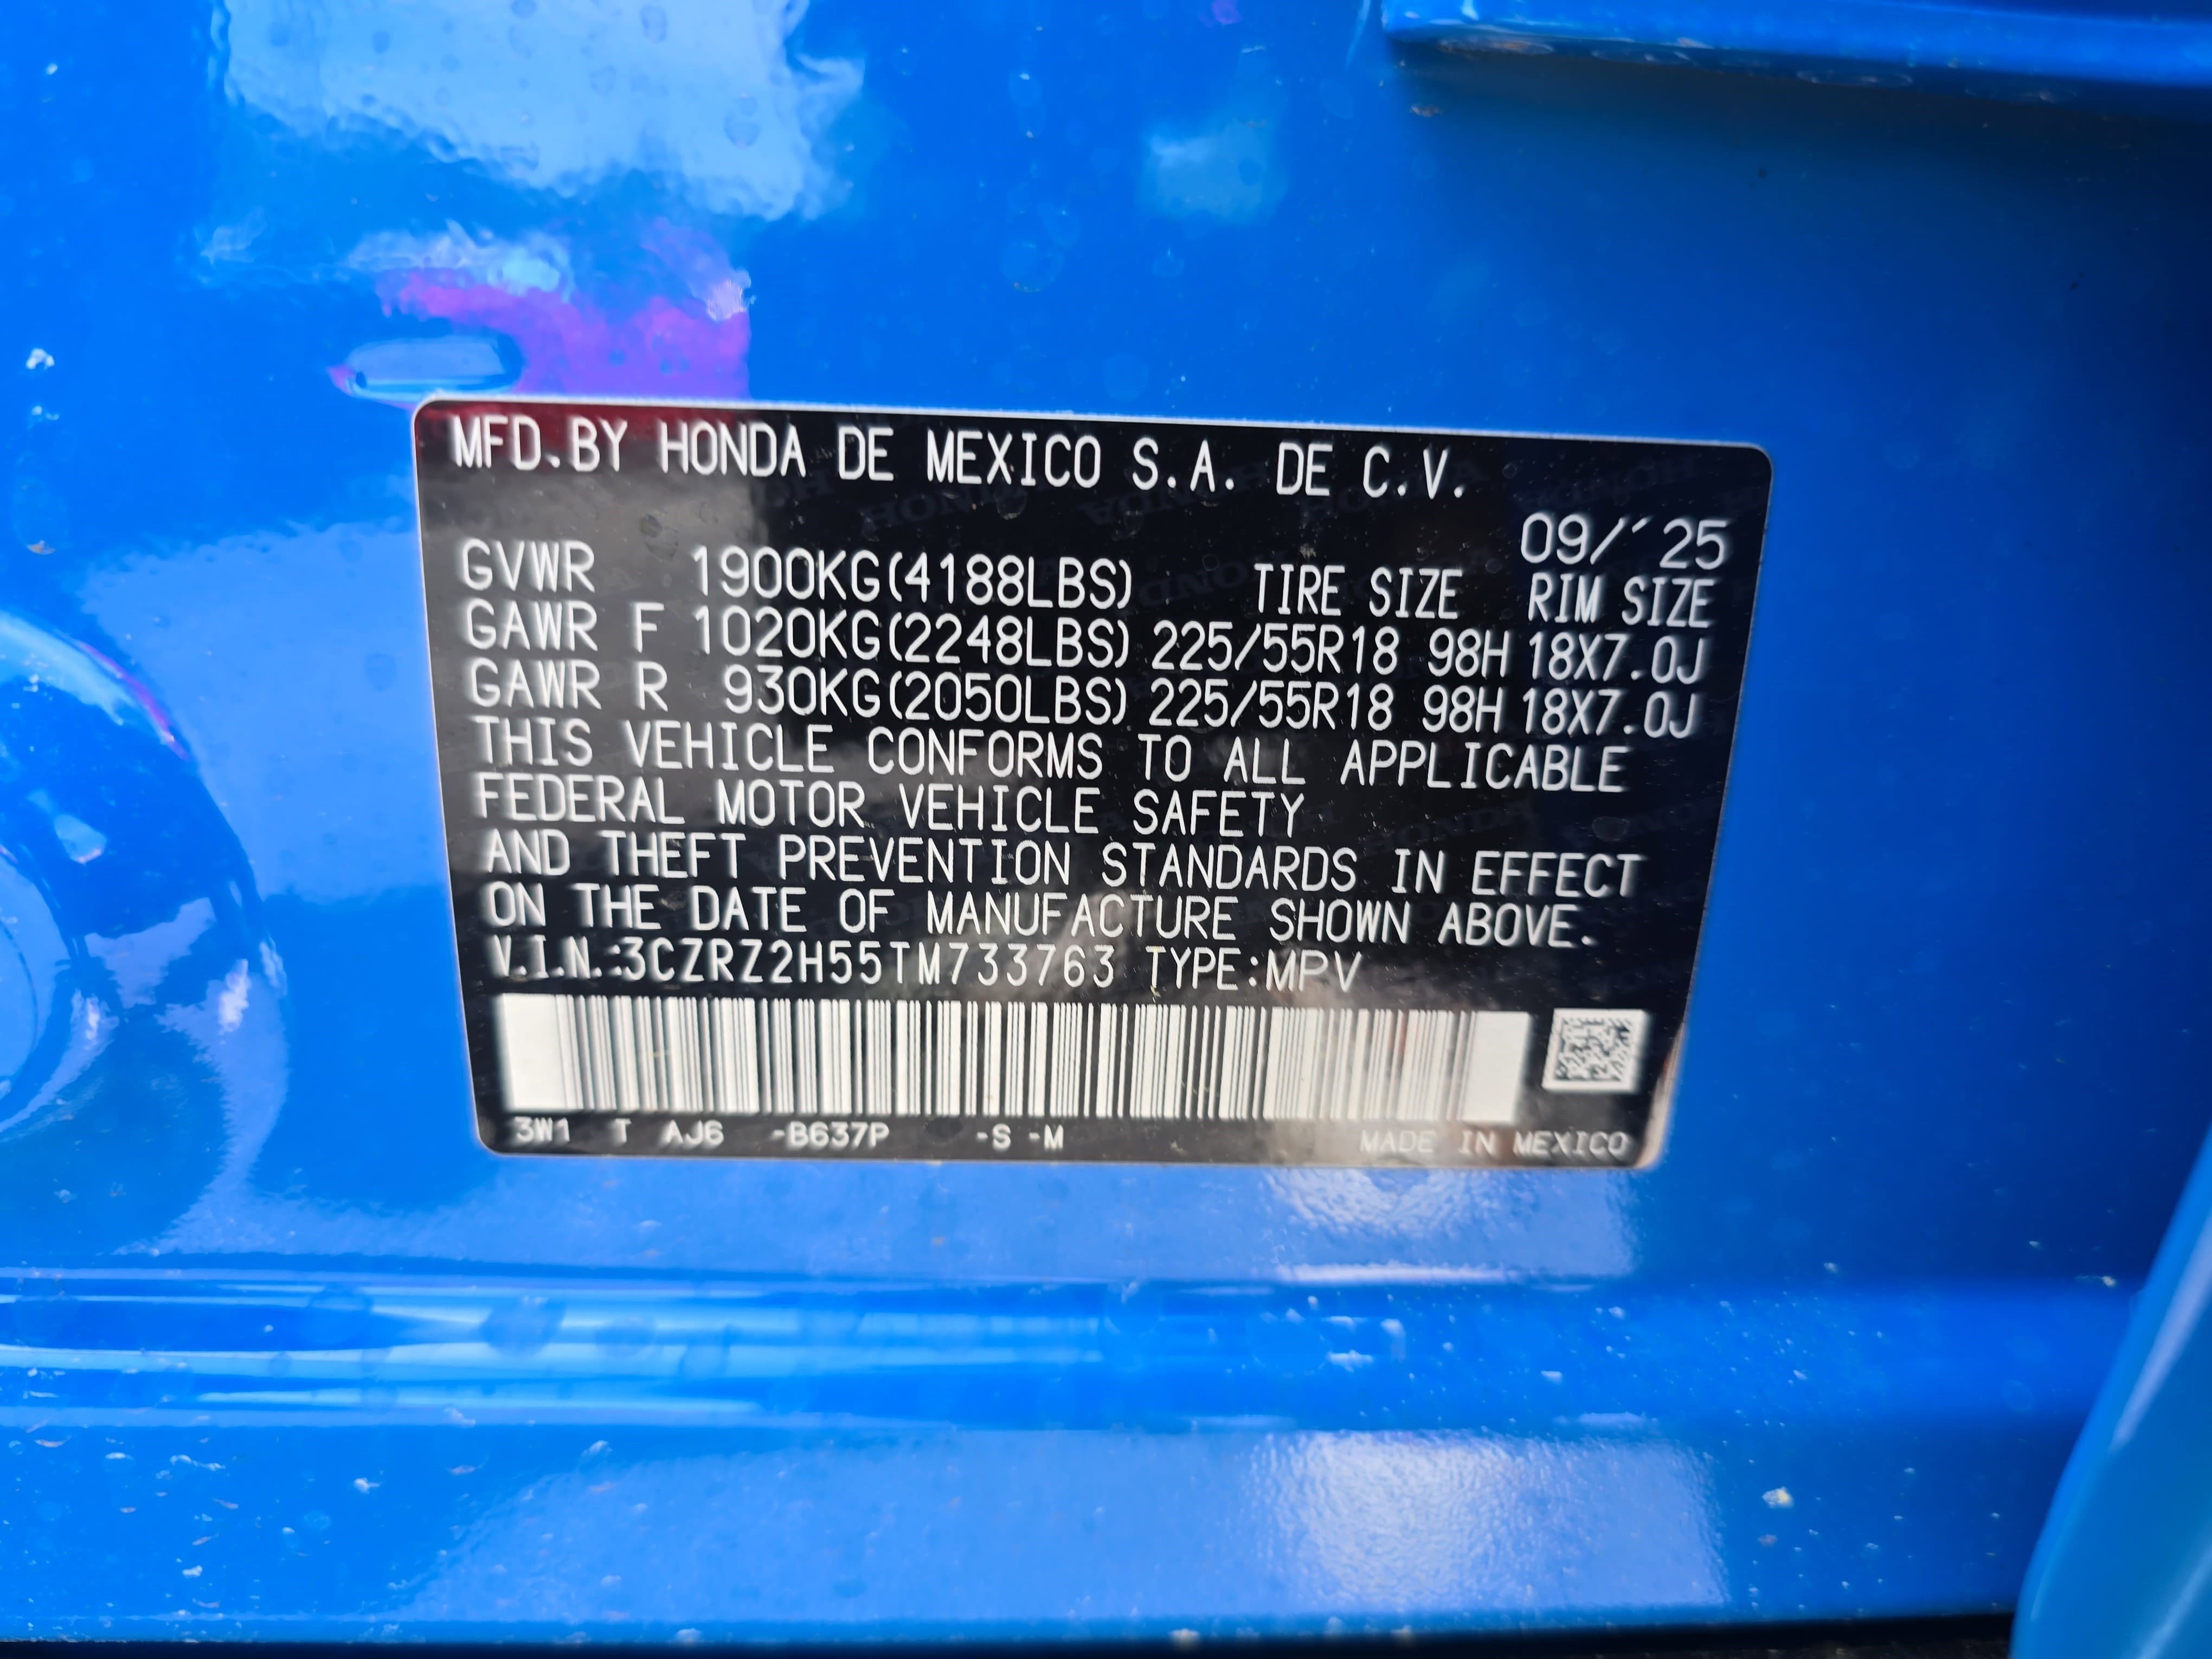 MFD.BY HONDA DE MEXICO S.A. DE C.V.
09/´25
GVWR 1900KG(4188LBS) TIRE SIZE RIM SIZE
GAWR F 1020KG(2248LBS) 225/55R18 98H 18X7.0J
GAWR R 930KG(2050LBS) 225/55R18 98H 18X7.0J
THIS VEHICLE CONFORMS TO ALL APPLICABLE
FEDERAL MOTOR VEHICLE SAFETY
AND THEFT PREVENTION STANDARDS IN EFFECT
ON THE DATE OF MANUFACTURE SHOWN ABOVE.
V.I.N.:3CZRZ2H55TM733763 TYPE:MPV
3W1 T AJ6 -B637P -S -M MADE IN MEXICO